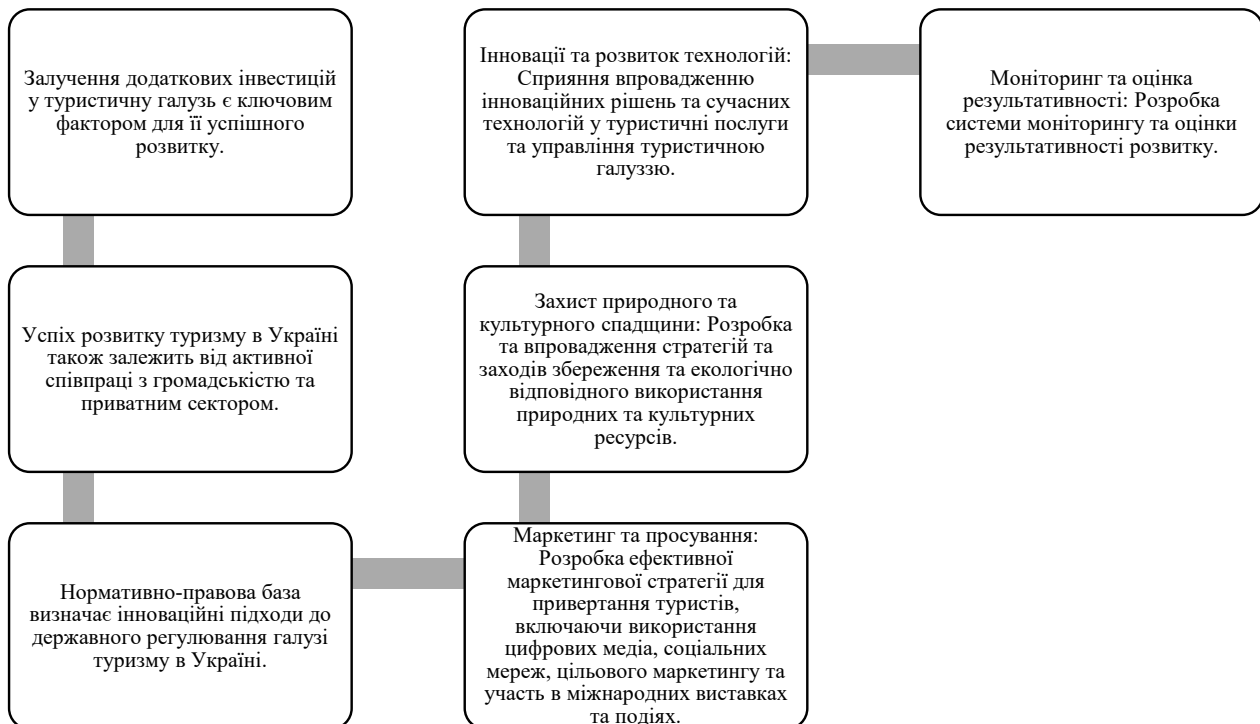 Залучення додаткових інвестицій
у туристичну галузь є ключовим
фактором для її успішного
розвитку.
Успіх розвитку туризму в Україні
також залежить від активної
співпраці з громадськістю та
приватним сектором.
Нормативно-правова база
визначає інноваційні підходи до
державного регулювання галузі
туризму в Україні.
Маркетинг та просування:
Розробка ефективної
маркетингової стратегії для
привертання туристів,
включаючи використання
цифрових медіа, соціальних
мереж, цільового маркетингу та
участь в міжнародних виставках
та подіях.
Захист природного та
культурного спадщини: Розробка
та впровадження стратегій та
заходів збереження та екологічно
відповідного використання
природних та культурних
ресурсів.
Інновації та розвиток технологій:
Сприяння впровадженню
інноваційних рішень та сучасних
технологій у туристичні послуги
та управління туристичною
галуззю.
Моніторинг та оцінка
результативності: Розробка
системи моніторингу та оцінки
результативності розвитку.